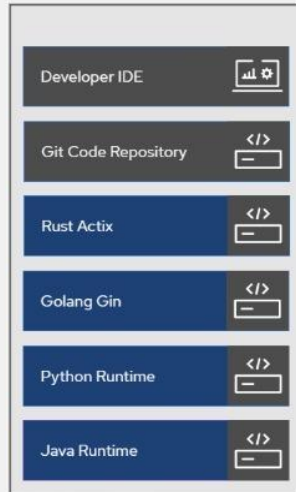 Developer IDE
Git Code Repository
</>
Rust Actix
</>
Golang Gin
</>
Python Runtime
</>
Java Runtime
</>